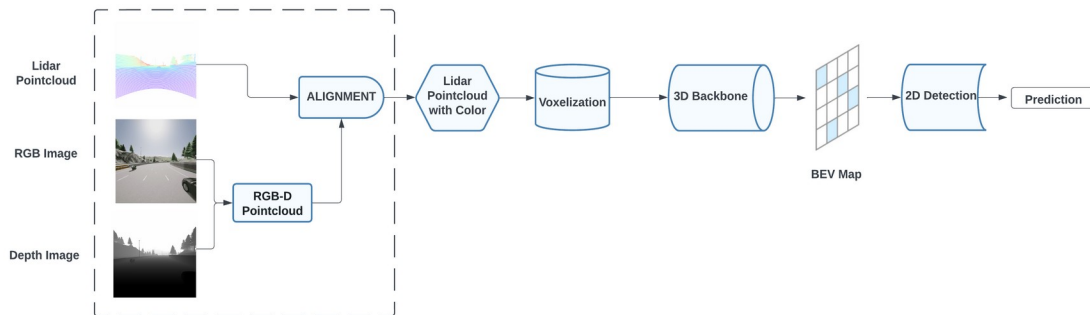 Lidar
Pointcloud
RGB Image
Depth Image
ALIGNMENT
RGB-D
Pointcloud
Lidar
Pointcloud
with Color
Voxelization
3D Backbone
BEV Map
2D Detection
Prediction